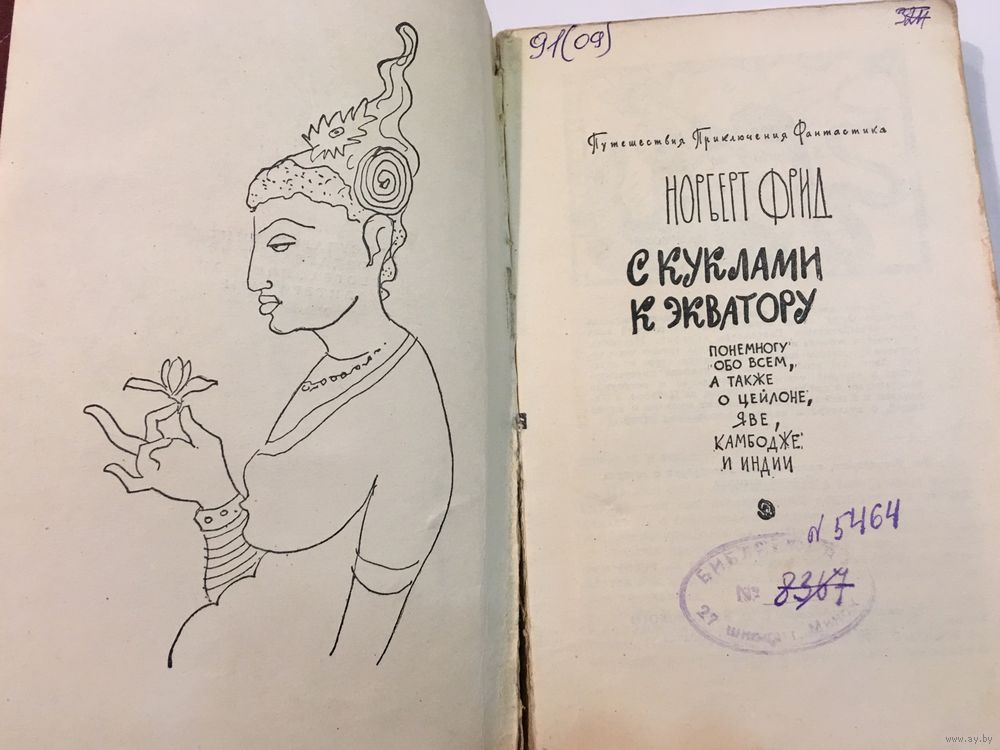 91(09)
Путешествия Приключения Фантастика
НОРБЕРТ ФРИД
С КУКЛАМИ
К ЭКВАТОРУ
ПОНЕМНОГУ
ОБО ВСЕМ,
А ТАКЖЕ
О ЦЕЙЛОНЕ,
ЯВЕ,
КАМБОДЖЕ
И ИНДИИ
N 5464
№ 8367
27
www.ay.by